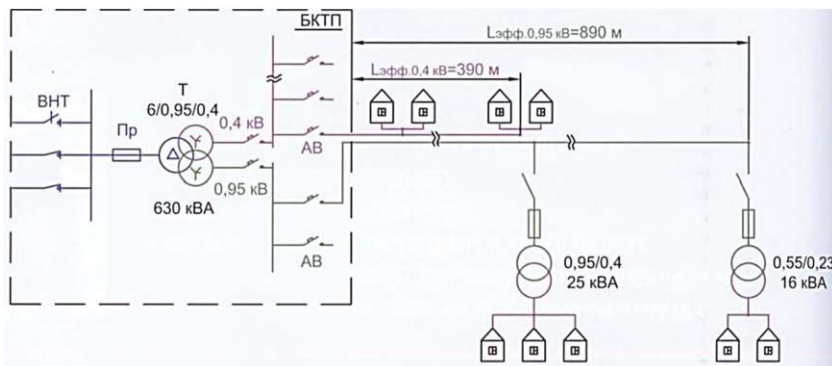 БКТП
Lэфф.0,95 кВ=890 м
Lэфф.0,4 кВ=390 м
ВНТ
Пр
Т
6/0,95/0,4
0,4 кВ
0,95 кВ
630 кВА
АВ
АВ
0,95/0,4
25 кВА
0,55/0,23
16 кВА